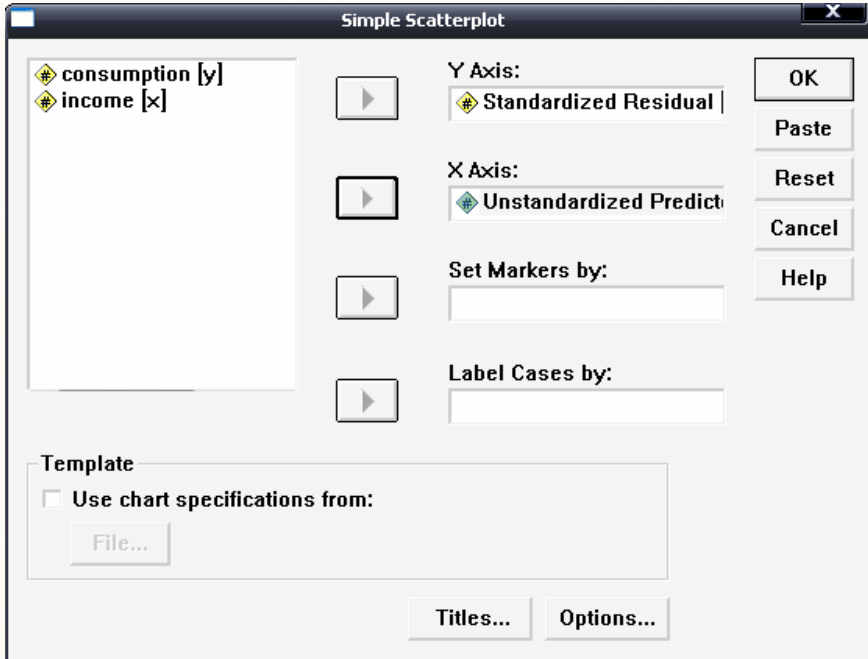 Simple Scatterplot
X
# consumption [y]
# income [x]
Y Axis:
# Standardized Residual [
X Axis:
# Unstandardized Predict
Set Markers by:
Label Cases by:
OK
Paste
Reset
Cancel
Help
Template
Use chart specifications from:
File...
Titles...
Options...